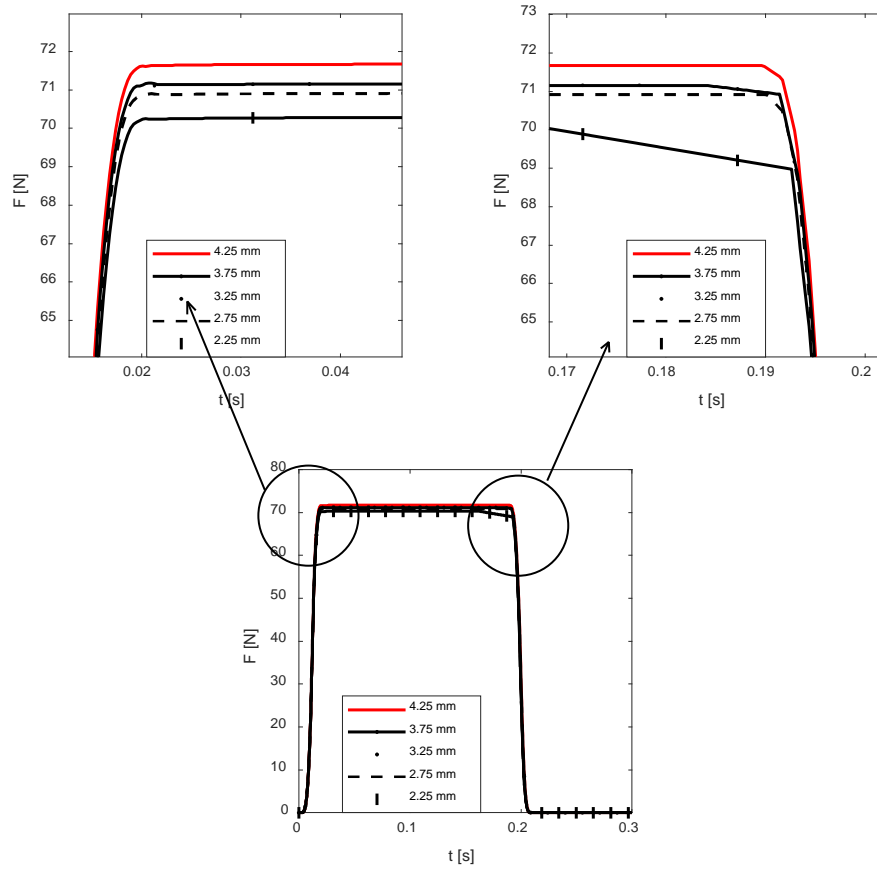 72
71
70
69
68
67
66
65
F [N]
4.25 mm
3.75 mm
3.25 mm
2.75 mm
2.25 mm
0.02
0.03
0.04
t [s]
73
72
71
70
69
68
67
66
65
F [N]
4.25 mm
3.75 mm
3.25 mm
2.75 mm
2.25 mm
0.17
0.18
0.19
0.2
t [s]
80
70
60
50
40
30
20
10
0
F [N]
4.25 mm
3.75 mm
3.25 mm
2.75 mm
2.25 mm
0
0.1
0.2
0.3
t [s]